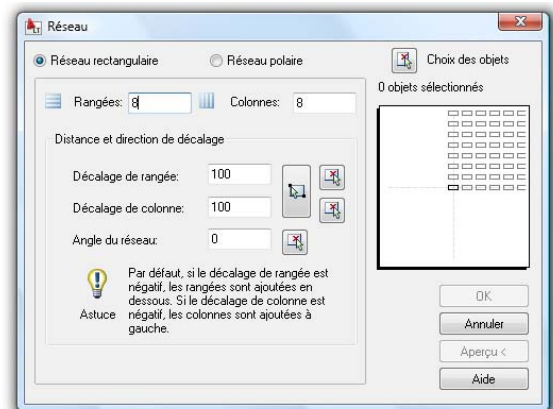 LT
Réseau
Réseau rectangulaire
Réseau polaire
Choix des objets
0 objets sélectionnés
Rangées: 8
Colonnes: 8
Distance et direction de décalage
Décalage de rangée: 100
Décalage de colonne: 100
Angle du réseau: 0
Astuce
Par défaut, si le décalage de rangée est
négatif, les rangées sont ajoutées en
dessous. Si le décalage de colonne est
négatif, les colonnes sont ajoutées à
gauche.
OK
Annuler
Aperçu <
Aide